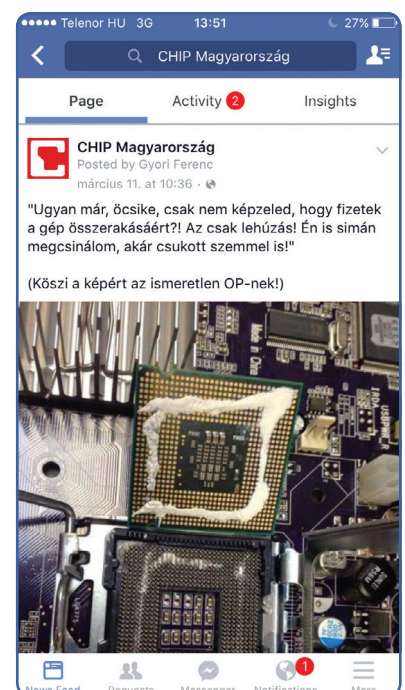 Telenor HU 3G 13:51 27%
CHIP Magyarország
Page Activity 2 Insights
CHIP Magyarország
Posted by Gyori Ferenc
március 11. at 10:36 ·
"Ugyan már, öcsike, csak nem képzeled, hogy fizetek
a gép összerakásáért?! Az csak lehúzás! Én is simán
megcsinálom, akár csukott szemmel is!"
(Köszi a képért az ismeretlen OP-nek!)
Made in China
IRDA
USBPW
1
News Feed Requests Messenger Notifications More